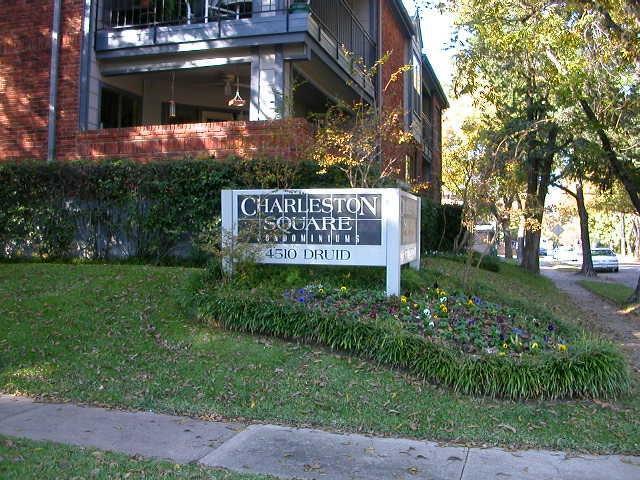 CHARLESTON
SQUARE
CONDOMINIUMS
4510 DRUID